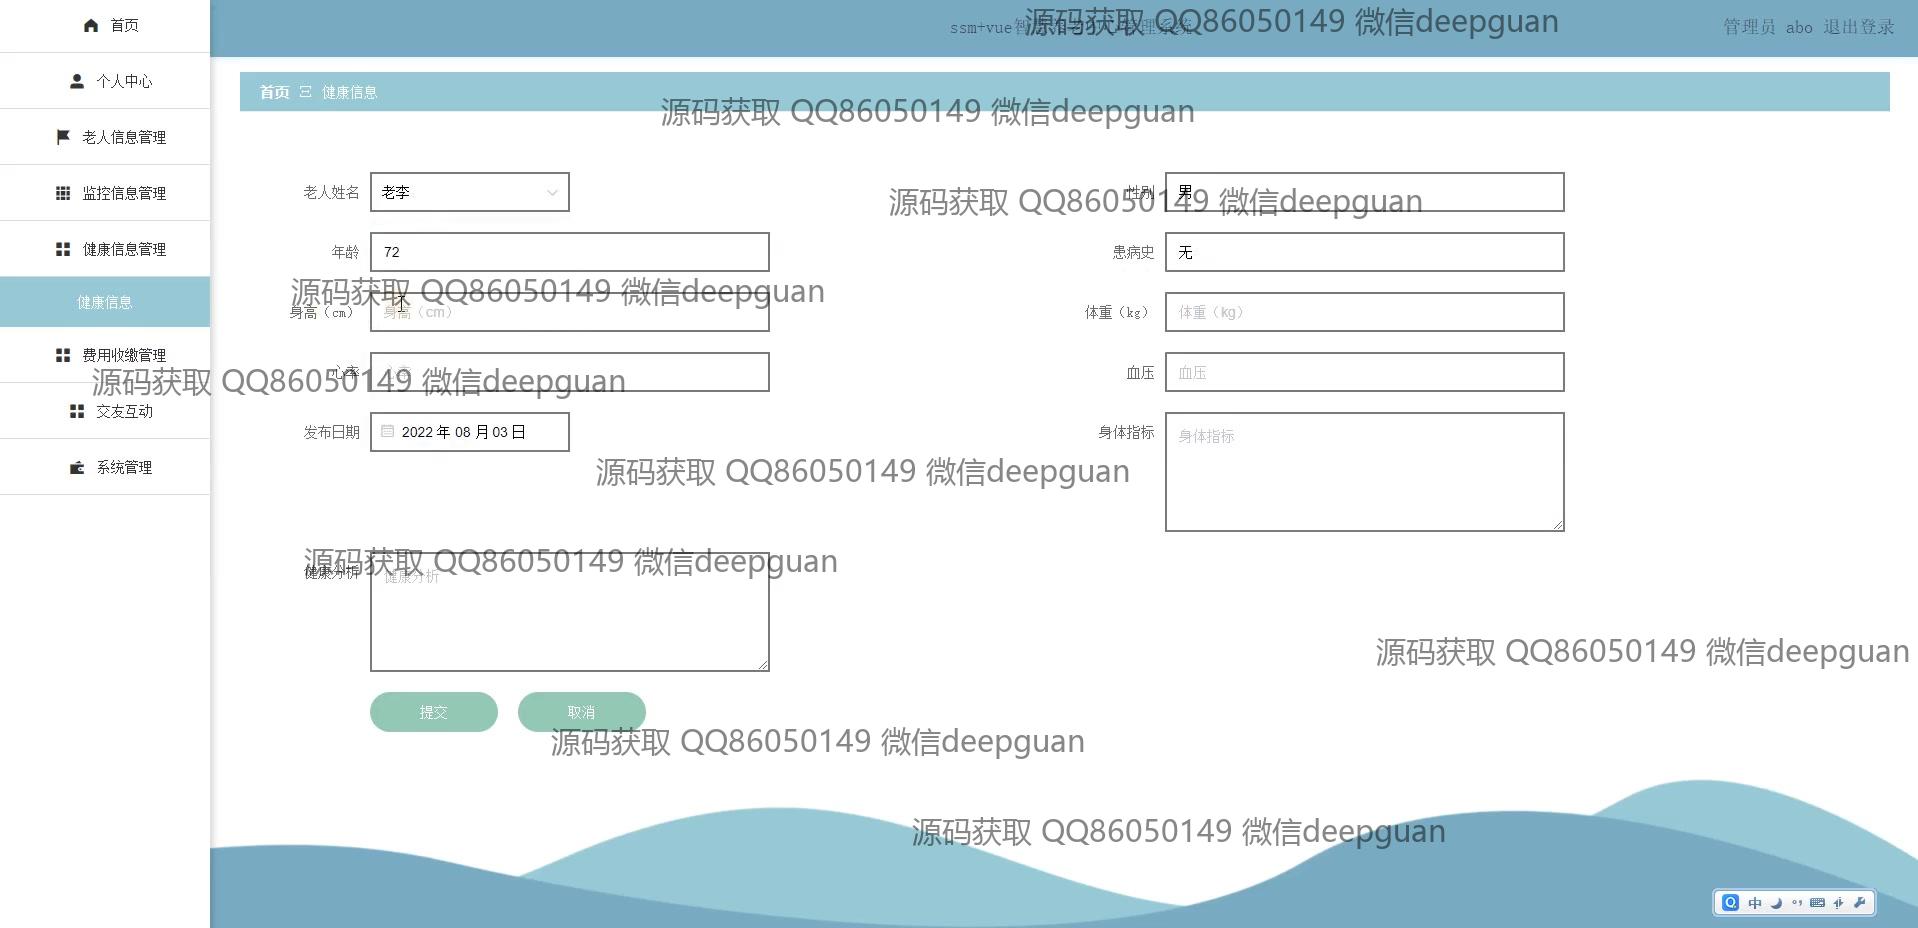 首页
个人中心
老人信息管理
监控信息管理
健康信息管理
健康信息
费用收缴管理
交友互动
系统管理
ssm+vue智
管理系统
源码获取 QQ86050149 微信deepguan
管理员 abo 退出登录
首页 健康信息
源码获取 QQ86050149 微信deepguan
老人姓名 老李
性别 男
源码获取 QQ86050149 微信deepguan
年龄 72
患病史 无
源码获取 QQ86050149 微信deepguan
身高（cm） 身高（cm）
体重（kg） 体重（kg）
心率 心率
血压 血压
源码获取 QQ86050149 微信deepguan
发布日期 2022 年 08 月 03 日
身体指标 身体指标
源码获取 QQ86050149 微信deepguan
源码获取 QQ86050149 微信deepguan
健康分析 健康分析
源码获取 QQ86050149 微信deepguan
提交 取消
源码获取 QQ86050149 微信deepguan
源码获取 QQ86050149 微信deepguan
中